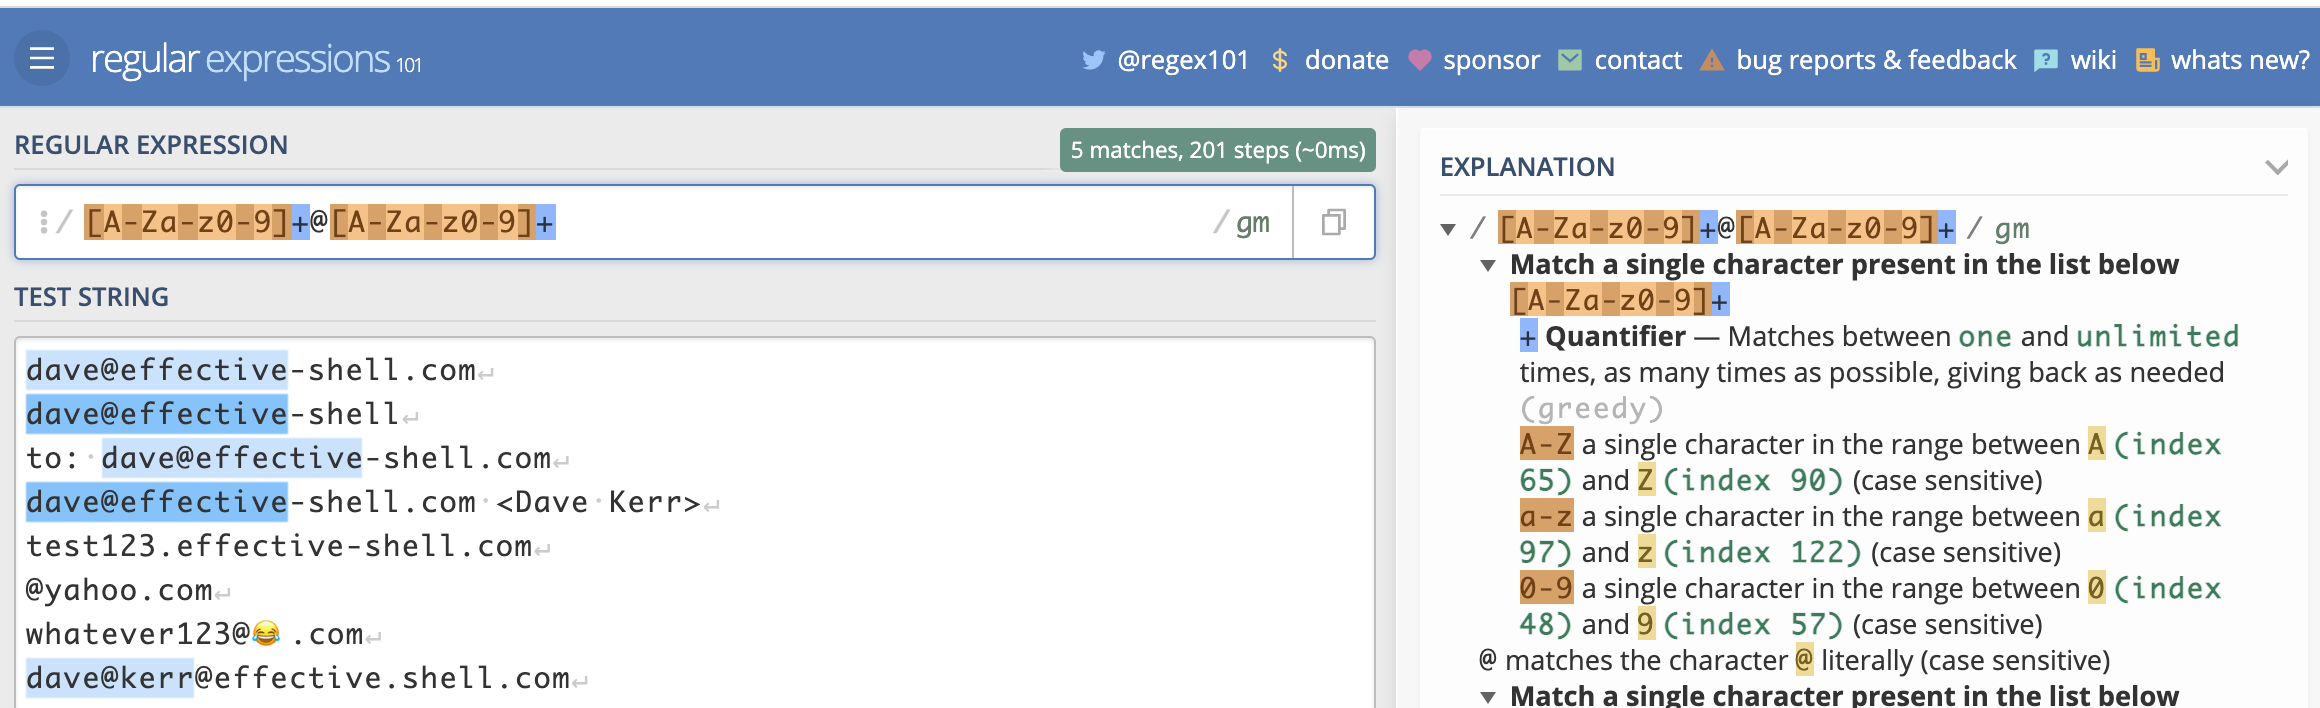 regular expressions 101
@regex101 $ donate sponsor contact bug reports & feedback wiki whats new?
REGULAR EXPRESSION
5 matches, 201 steps (~0ms)
/ [A-Za-z0-9]+@[A-Za-z0-9]+ / gm
TEST STRING
dave@effective-shell.com↵
dave@effective-shell↵
to:·dave@effective-shell.com↵
dave@effective-shell.com·<Dave·Kerr>↵
test123.effective-shell.com↵
@yahoo.com↵
whatever123@😂.com↵
dave@kerr@effective.shell.com↵
EXPLANATION
/ [A-Za-z0-9]+@[A-Za-z0-9]+ / gm
Match a single character present in the list below
[A-Za-z0-9]+
+ Quantifier — Matches between one and unlimited
times, as many times as possible, giving back as needed
(greedy)
A-Z a single character in the range between A (index
65) and Z (index 90) (case sensitive)
a-z a single character in the range between a (index
97) and z (index 122) (case sensitive)
0-9 a single character in the range between 0 (index
48) and 9 (index 57) (case sensitive)
@ matches the character @ literally (case sensitive)
Match a single character present in the list below